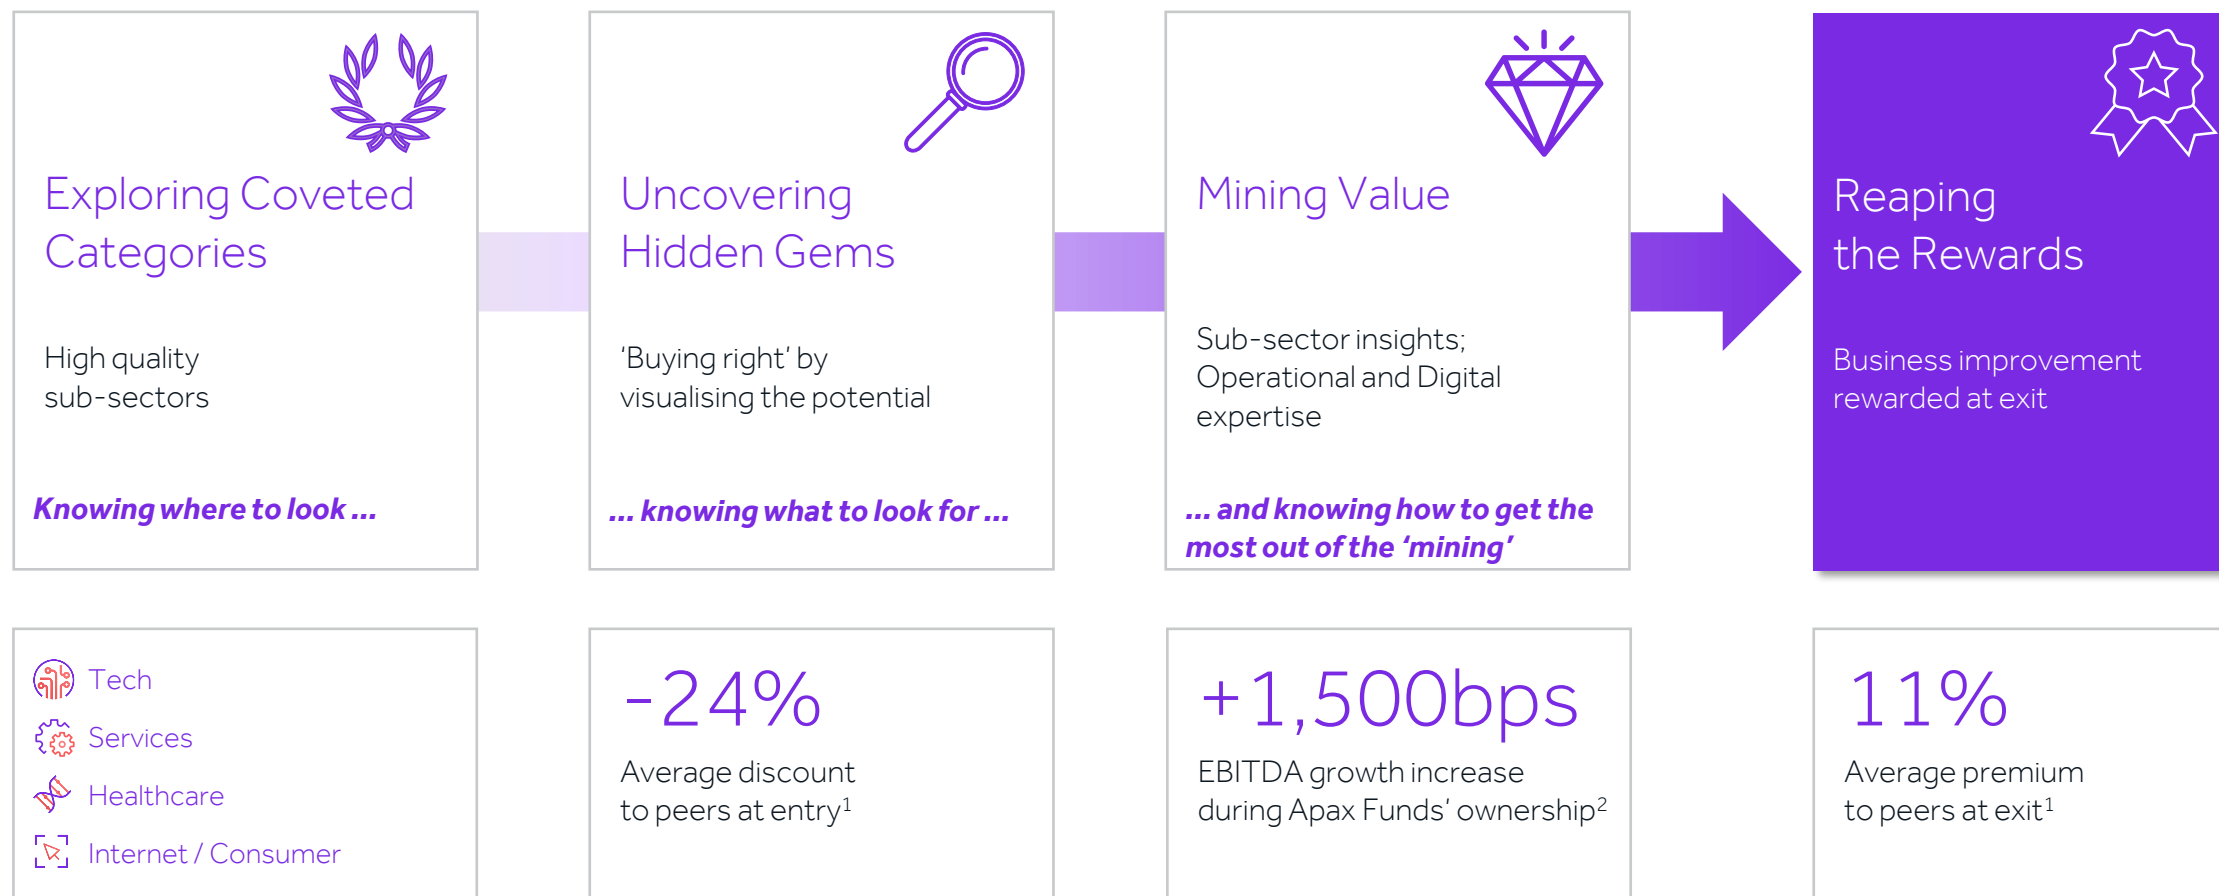 Exploring Coveted
Categories
High quality
sub-sectors
Knowing where to look ...
Uncovering
Hidden Gems
‘Buying right’ by
visualising the potential
... knowing what to look for ...
Mining Value
Sub-sector insights;
Operational and Digital
expertise
... and knowing how to get the
most out of the ‘mining’
Reaping
the Rewards
Business improvement
rewarded at exit
Tech
Services
Healthcare
Internet / Consumer
-24%
Average discount
to peers at entry¹
+1,500bps
EBITDA growth increase
during Apax Funds’ ownership²
11%
Average premium
to peers at exit¹